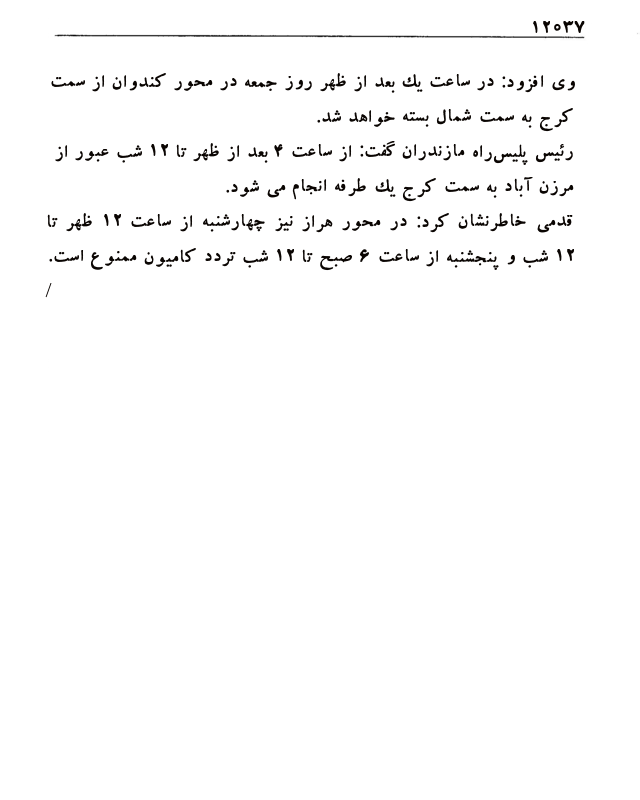 ۱۲۰۳۷
وی افزود: در ساعت یك بعد از ظهر روز جمعه در محور کندوان از سمت
کرج به سمت شمال بسته خواهد شد.
رئیس پلیس‌راه مازندران گفت: از ساعت ۴ بعد از ظهر تا ۱۲ شب عبور از
مرزن آباد به سمت کرج یك طرفه انجام می شود.
قدمی خاطرنشان کرد: در محور هراز نیز چهارشنبه از ساعت ۱۲ ظهر تا
۱۲ شب و پنجشنبه از ساعت ۶ صبح تا ۱۲ شب تردد کامیون ممنوع است.
/